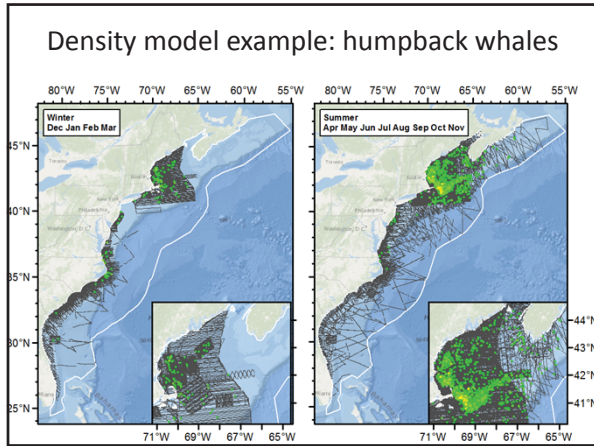 Density model example: humpback whales
80°W 75°W 70°W 65°W 60°W 55°W
80°W 75°W 70°W 65°W 60°W 55°W
Winter
Dec Jan Feb Mar
Summer
Apr May Jun Jul Aug Sep Oct Nov
45°N
40°N
35°N
30°N
25°N
44°N
43°N
42°N
41°N
71°W 69°W 67°W 65°W
71°W 69°W 67°W 65°W